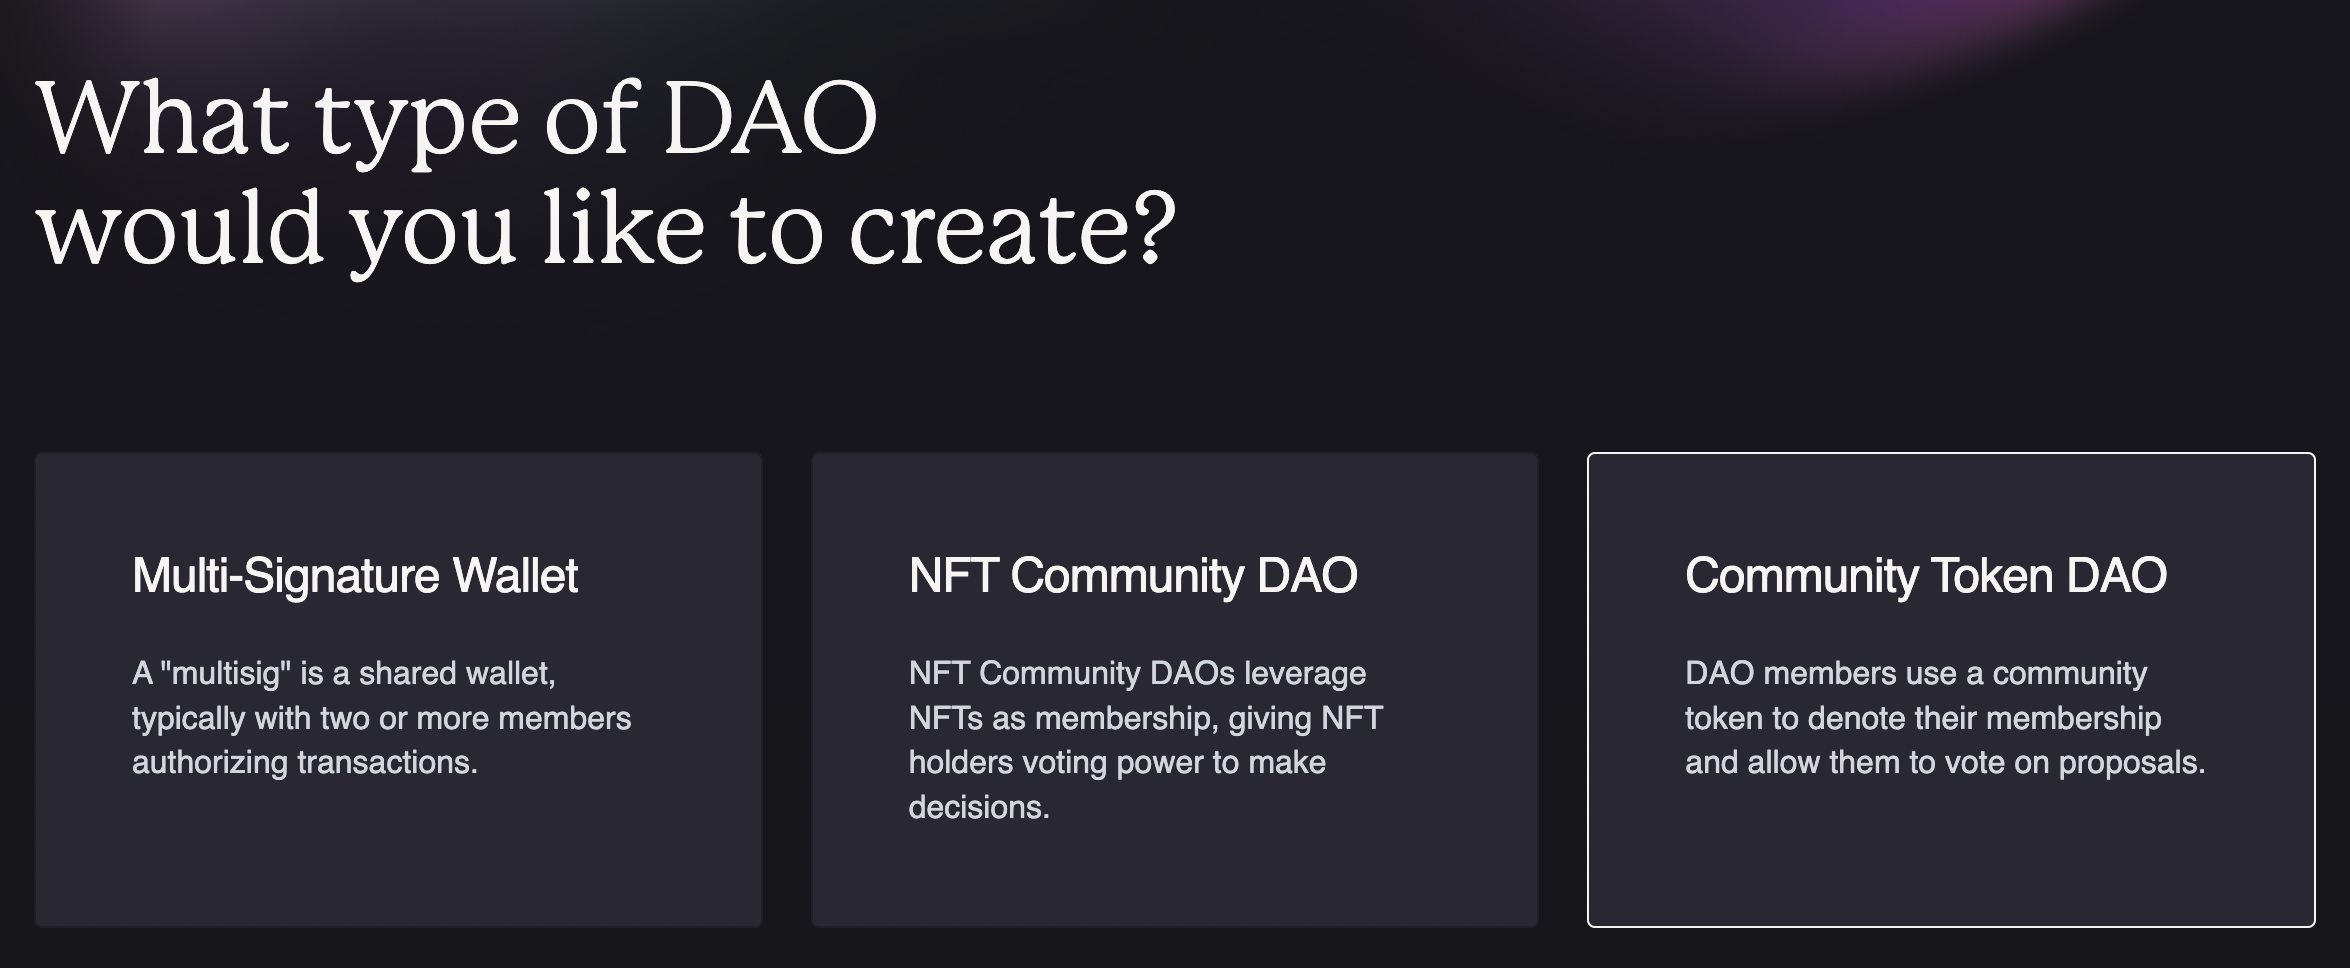 What type of DAO
would you like to create?
Multi-Signature Wallet
A "multisig" is a shared wallet,
typically with two or more members
authorizing transactions.
NFT Community DAO
NFT Community DAOs leverage
NFTs as membership, giving NFT
holders voting power to make
decisions.
Community Token DAO
DAO members use a community
token to denote their membership
and allow them to vote on proposals.